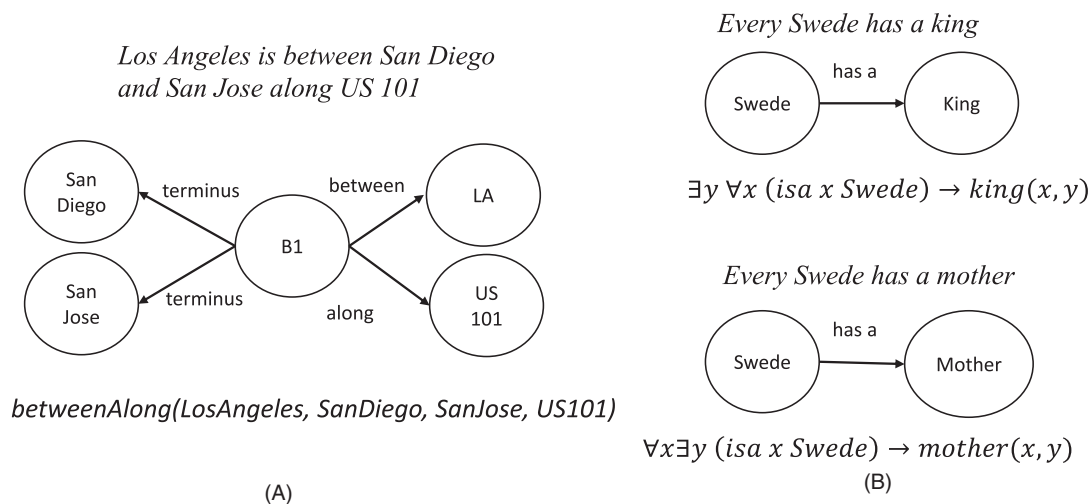 Los Angeles is between San Diego
and San Jose along US 101
San
Diego
terminus
between
LA
B1
San
Jose
terminus
along
US
101
betweenAlong(LosAngeles, SanDiego, SanJose, US101)
(A)
Every Swede has a king
has a
Swede
King
∃y ∀x (isa x Swede) → king(x, y)
Every Swede has a mother
has a
Swede
Mother
∀x∃y (isa x Swede) → mother(x, y)
(B)